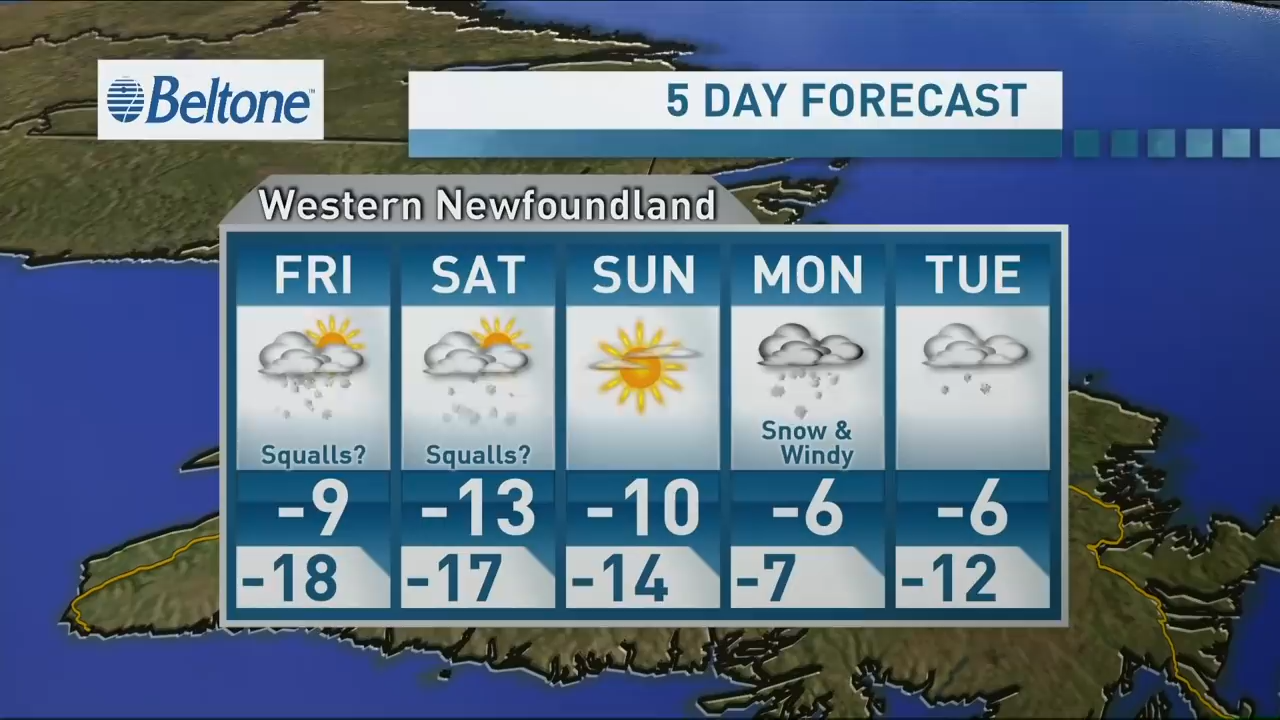 Beltone™
5 DAY FORECAST
Western Newfoundland
FRI SAT SUN MON TUE
Squalls? Squalls? Snow & Windy
-9 -13 -10 -6 -6
-18 -17 -14 -7 -12